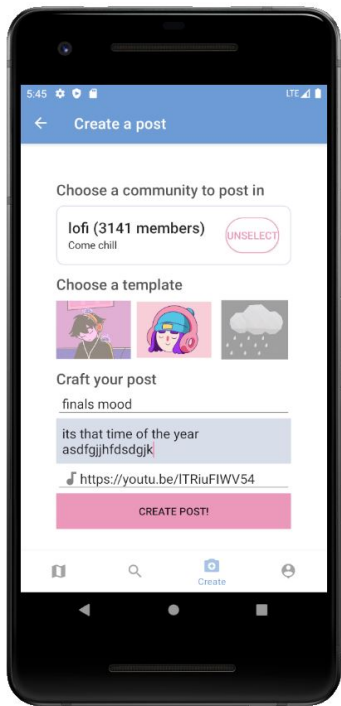 5:45 LTE
Create a post
Choose a community to post in
lofi (3141 members)
Come chill
UNSELECT
Choose a template
Craft your post
finals mood
its that time of the year
asdfgjjhfdsdgjk
https://youtu.be/lTRiuFIWV54
CREATE POST!
Create